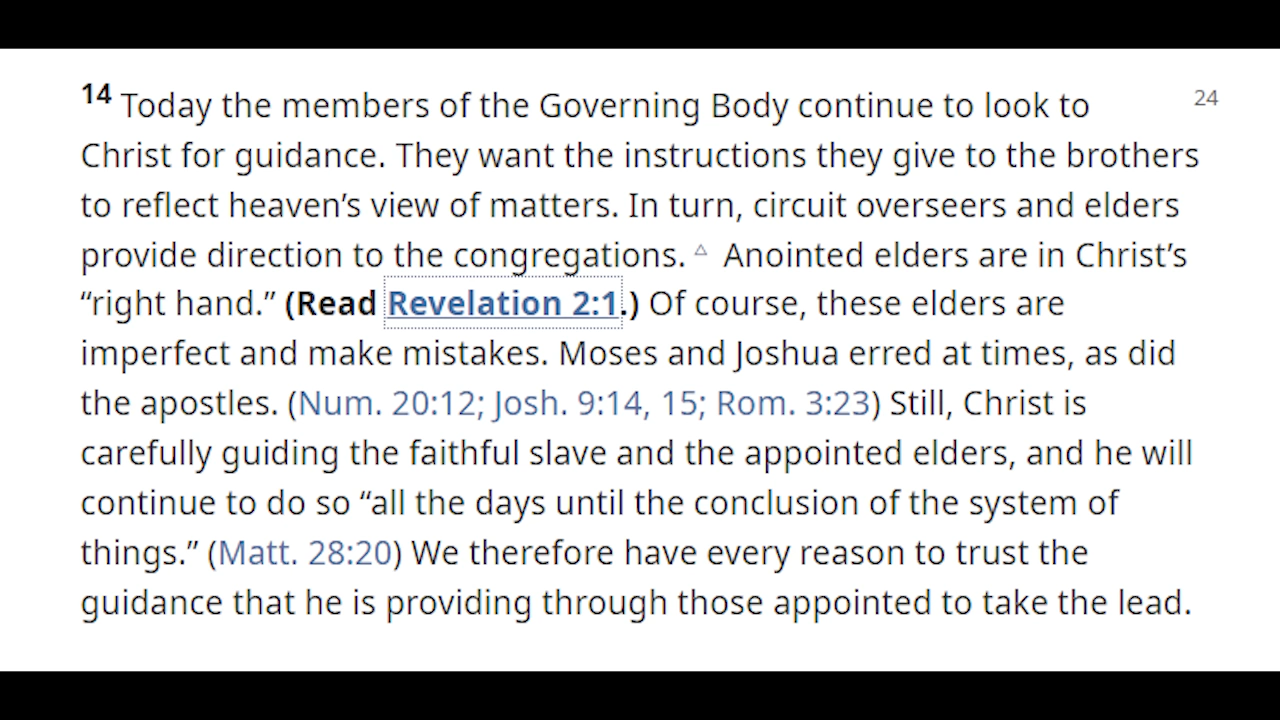 14 Today the members of the Governing Body continue to look to 24
Christ for guidance. They want the instructions they give to the brothers
to reflect heaven’s view of matters. In turn, circuit overseers and elders
provide direction to the congregations. △ Anointed elders are in Christ’s
“right hand.” (Read Revelation 2:1.) Of course, these elders are
imperfect and make mistakes. Moses and Joshua erred at times, as did
the apostles. (Num. 20:12; Josh. 9:14, 15; Rom. 3:23) Still, Christ is
carefully guiding the faithful slave and the appointed elders, and he will
continue to do so “all the days until the conclusion of the system of
things.” (Matt. 28:20) We therefore have every reason to trust the
guidance that he is providing through those appointed to take the lead.